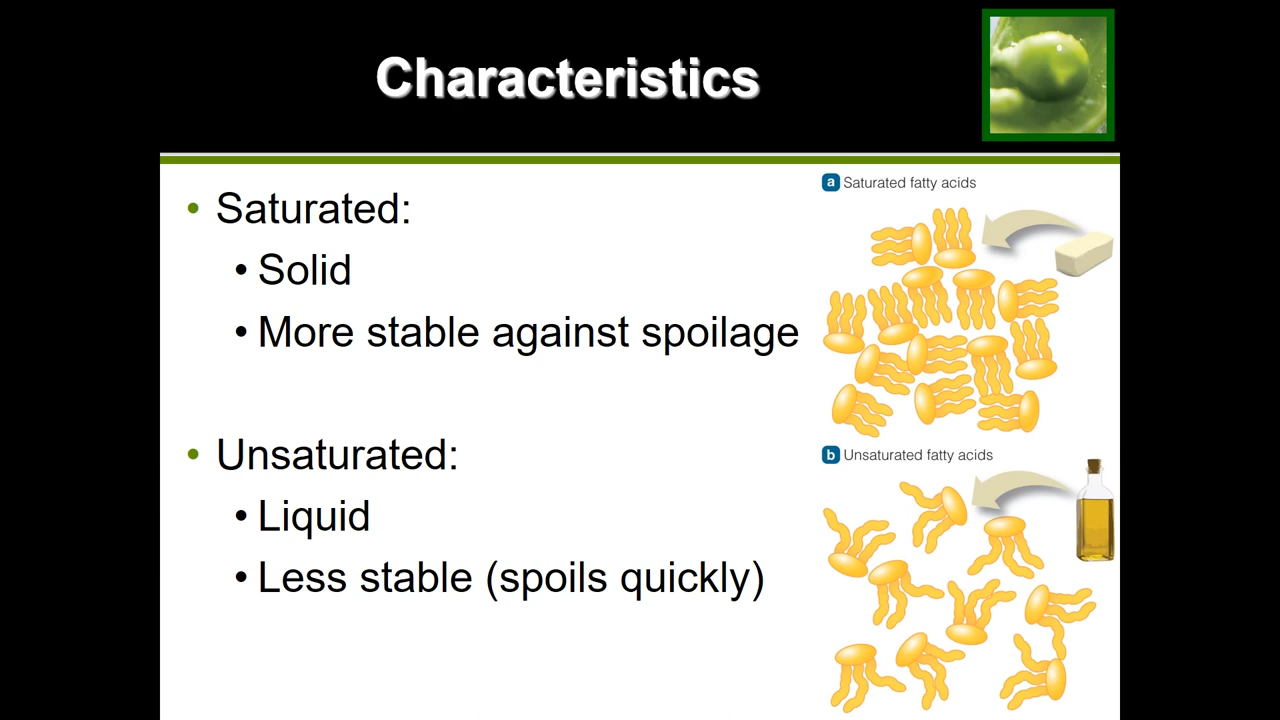 Characteristics
• Saturated:
• Solid
• More stable against spoilage
• Unsaturated:
• Liquid
• Less stable (spoils quickly)
a Saturated fatty acids
b Unsaturated fatty acids